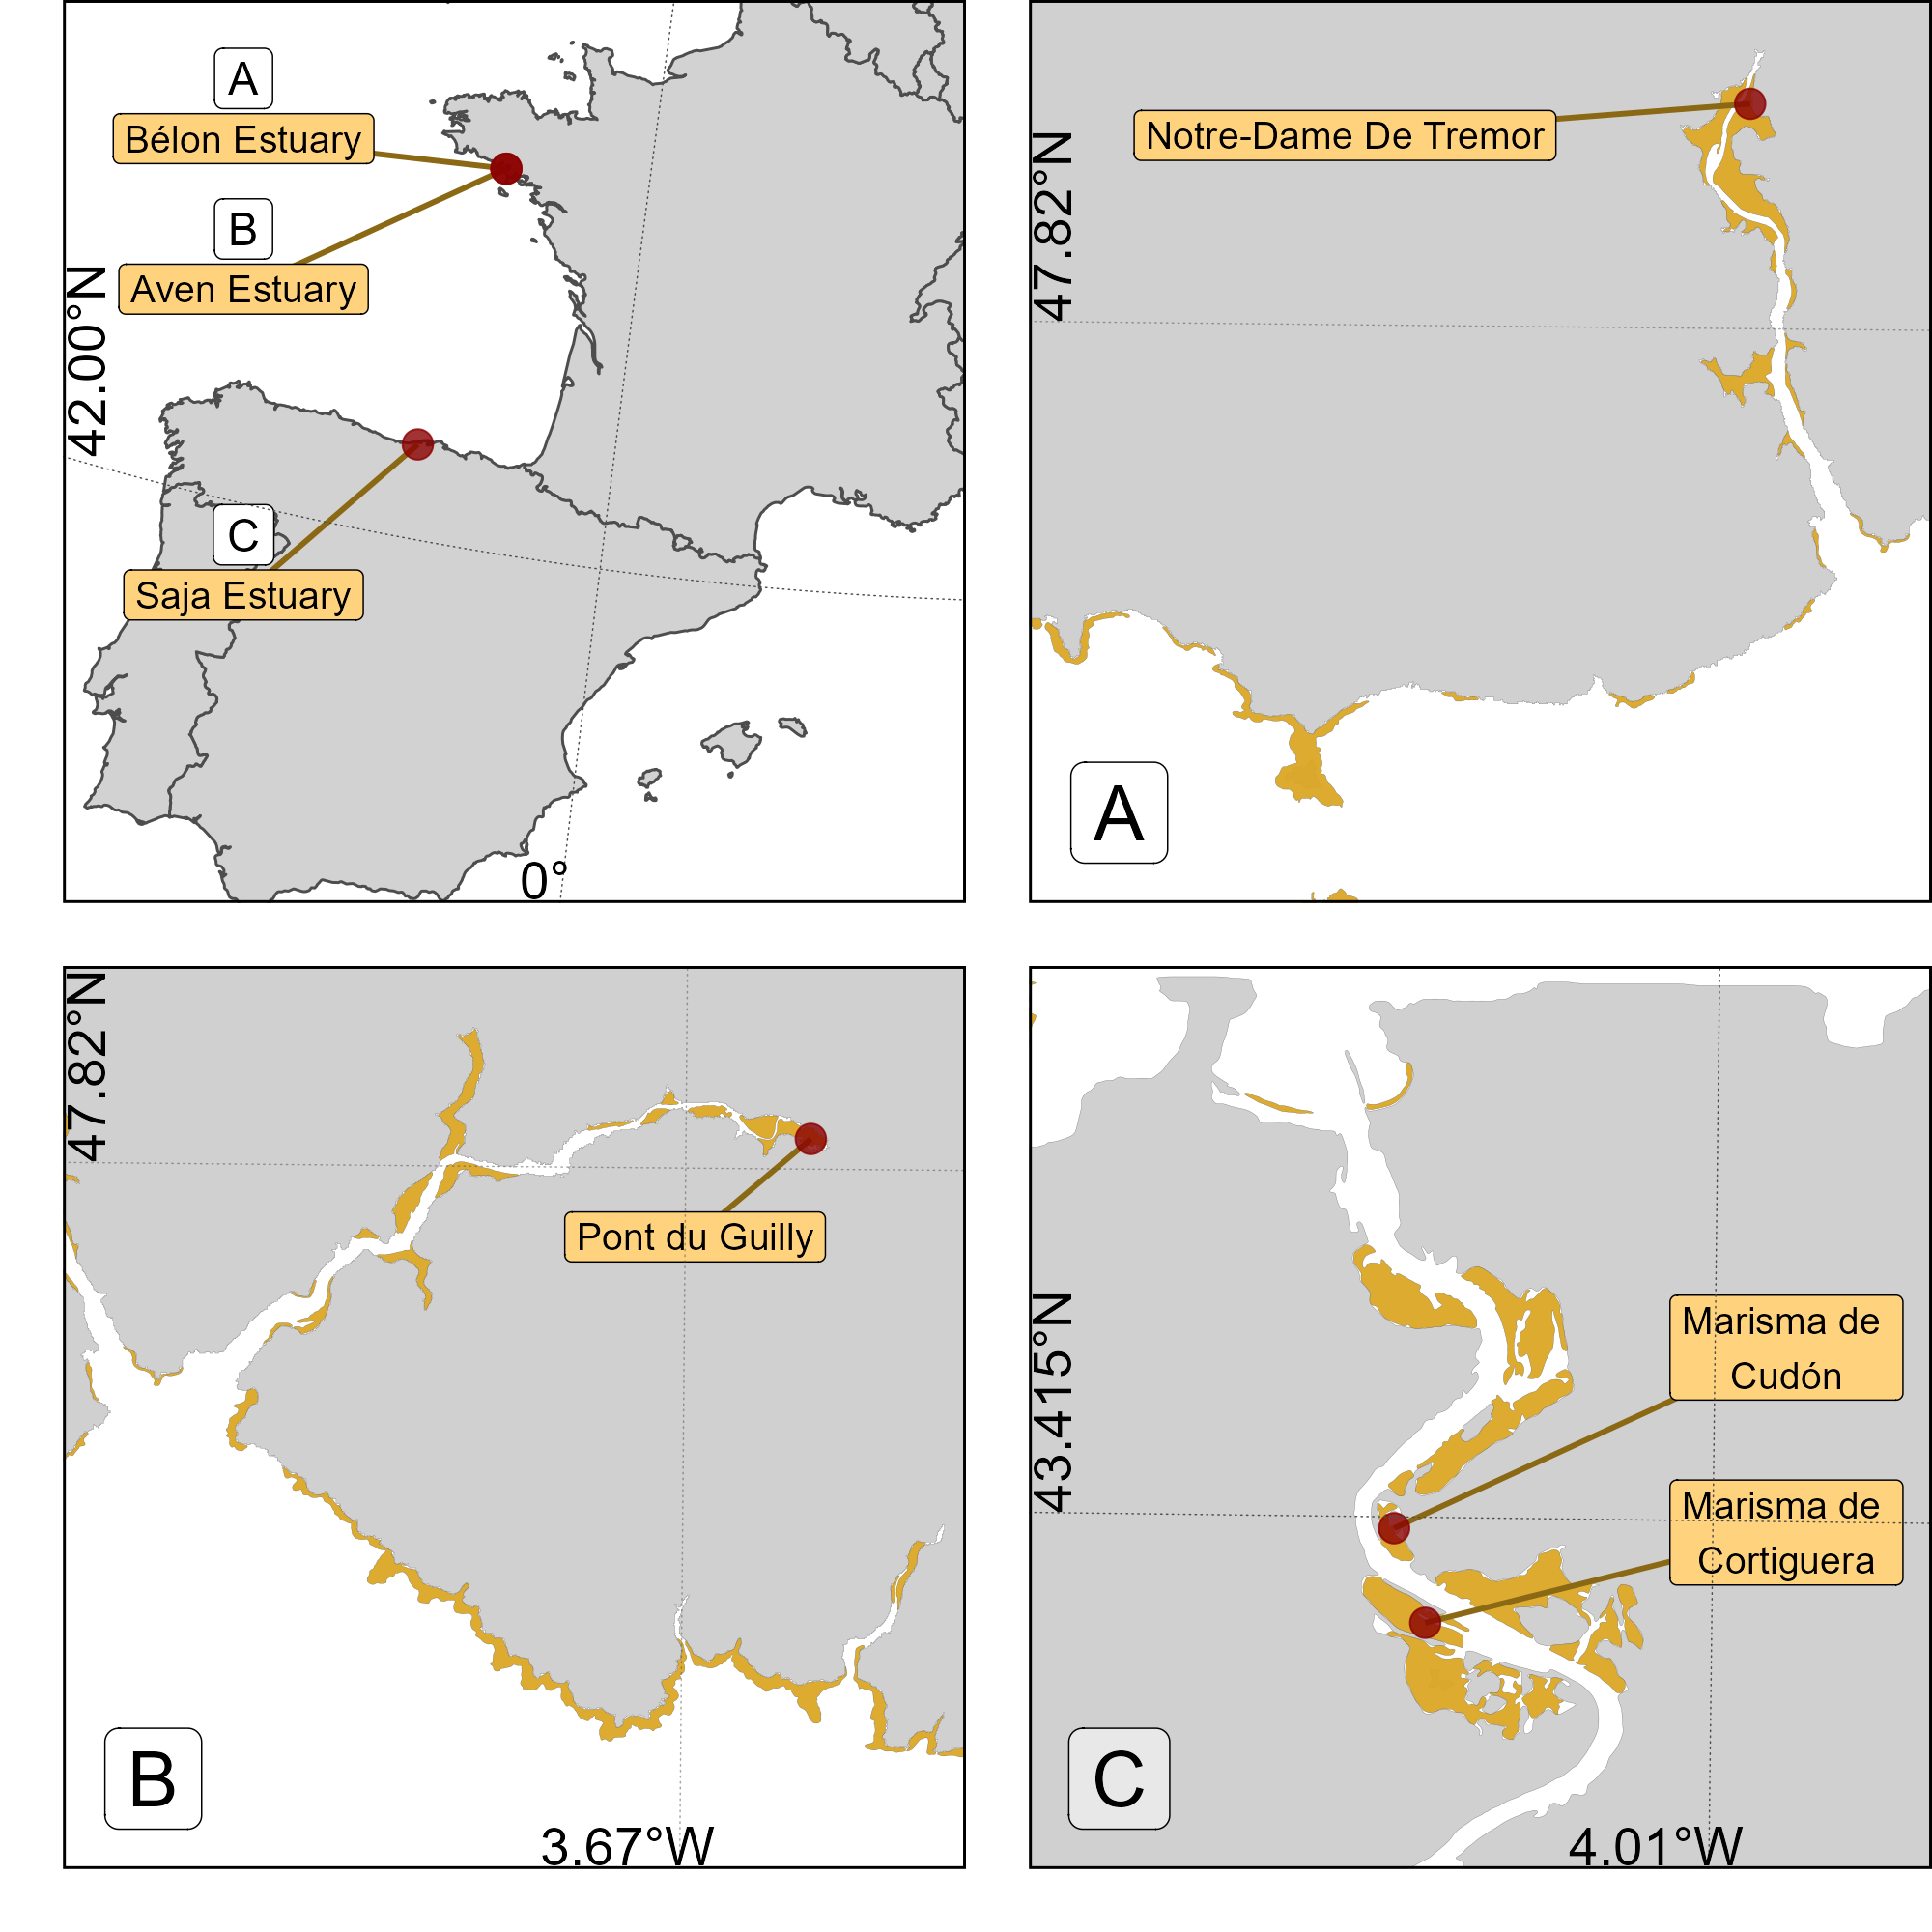 A
Bélon Estuary
B
Aven Estuary
42.00°N
C
Saja Estuary
0°
Notre-Dame De Tremor
47.82°N
A
47.82°N
Pont du Guilly
B
3.67°W
Marisma de
Cudón
43.415°N
Marisma de
Cortiguera
C
4.01°W